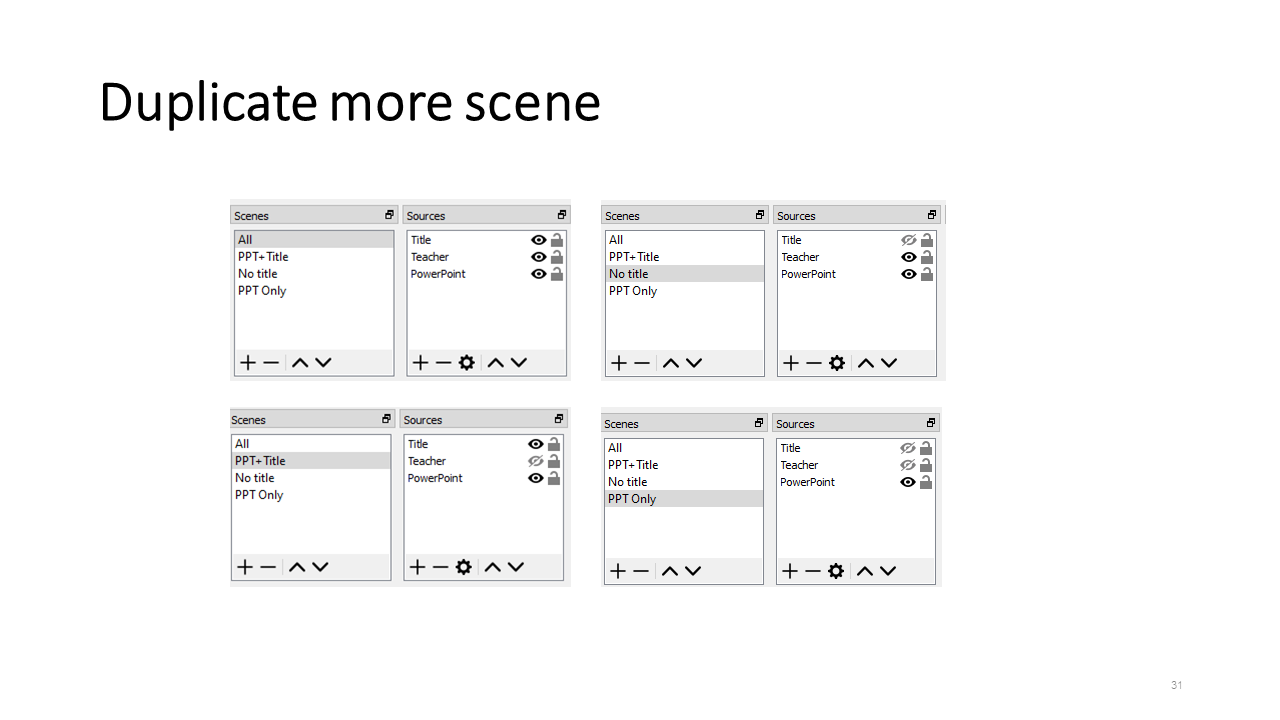 Duplicate more scene
Scenes
Sources
All
PPT+Title
No title
PPT Only
Title
Teacher
PowerPoint
Scenes
Sources
All
PPT+Title
No title
PPT Only
Title
Teacher
PowerPoint
Scenes
Sources
All
PPT+Title
No title
PPT Only
Title
Teacher
PowerPoint
Scenes
Sources
All
PPT+Title
No title
PPT Only
Title
Teacher
PowerPoint
31